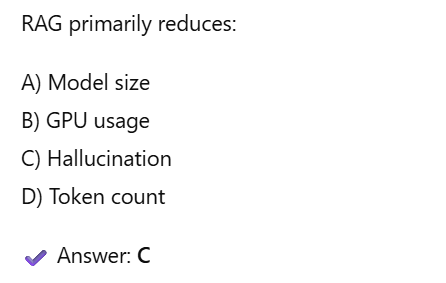 RAG primarily reduces:
A) Model size
B) GPU usage
C) Hallucination
D) Token count
✔ Answer: C